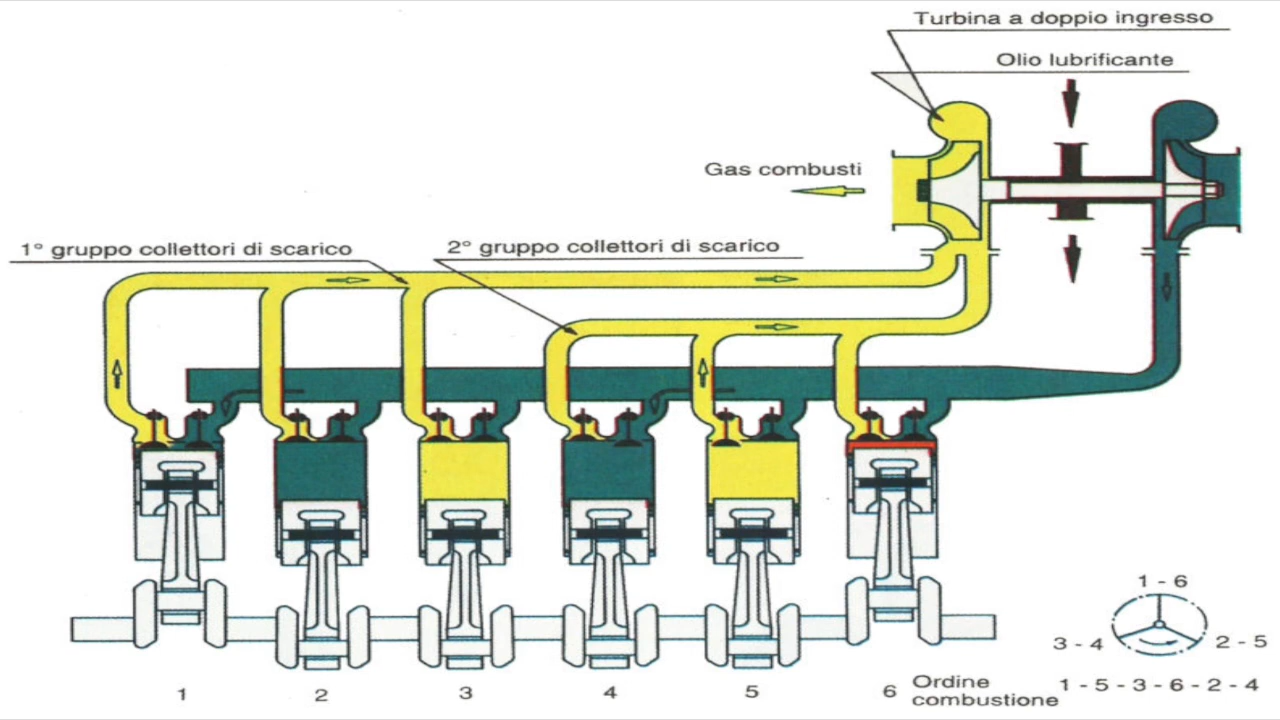 Turbina a doppio ingresso
Olio lubrificante
Gas combusti
1° gruppo collettori di scarico
2° gruppo collettori di scarico
1 - 6
3 - 4
2 - 5
1
2
3
4
5
6
Ordine
combustione
1 - 5 - 3 - 6 - 2 - 4